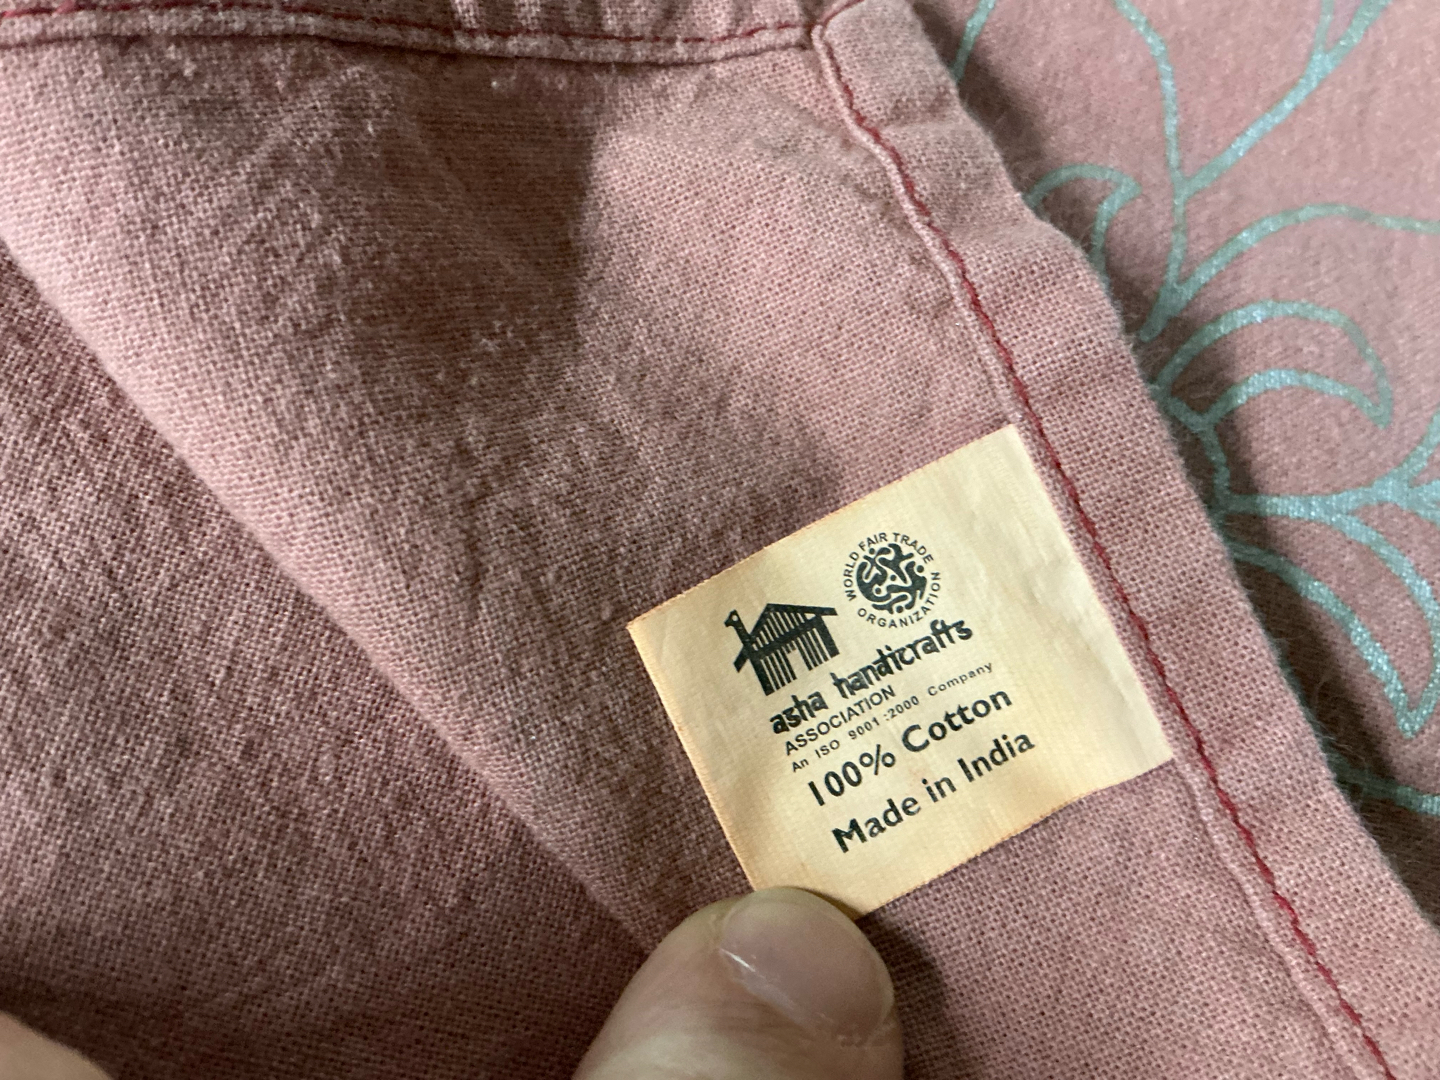 WORLD FAIR TRADE
ORGANIZATION
asha handicrafts
ASSOCIATION
An ISO 9001 :2000 Company
100% Cotton
Made in India